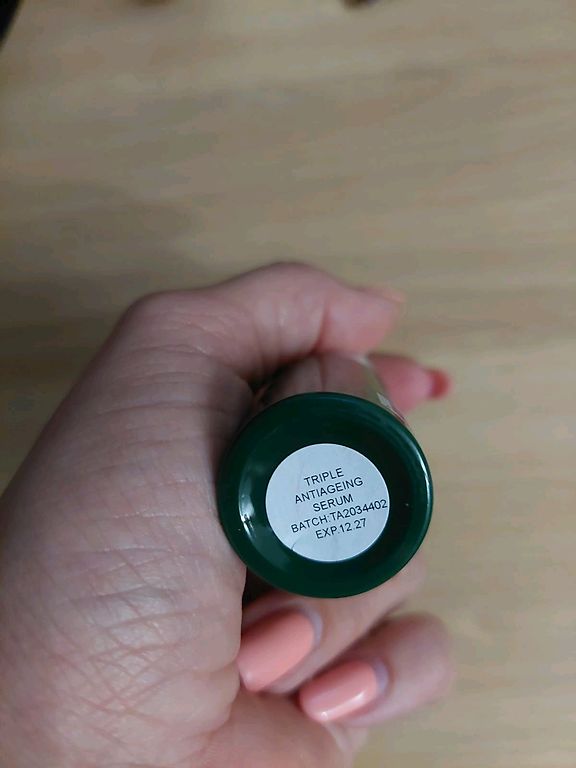 TRIPLE
ANTIAGEING
SERUM
BATCH:TA2034402
EXP.12.27